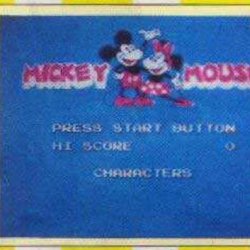 MICKEY MOUSE
PRESS START BUTTON
HI SCORE 0
CHARACTERS